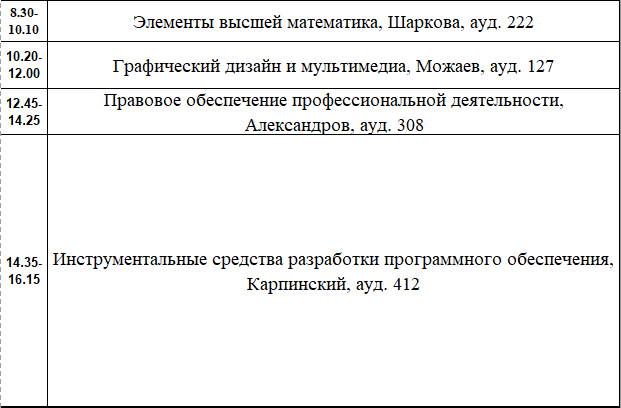 8.30-
10.10
Элементы высшей математика, Шаркова, ауд. 222
10.20-
12.00
Графический дизайн и мультимедиа, Можаев, ауд. 127
12.45-
14.25
Правовое обеспечение профессиональной деятельности,
Александров, ауд. 308
14.35-
16.15
Инструментальные средства разработки программного обеспечения,
Карпинский, ауд. 412